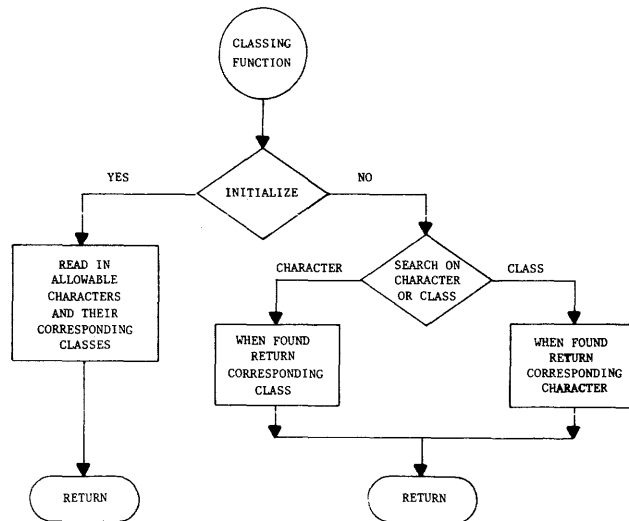 CLASSING
FUNCTION
INITIALIZE
YES
NO
READ IN
ALLOWABLE
CHARACTERS
AND THEIR
CORRESPONDING
CLASSES
SEARCH ON
CHARACTER
OR CLASS
CHARACTER
CLASS
WHEN FOUND
RETURN
CORRESPONDING
CLASS
WHEN FOUND
RETURN
CORRESPONDING
CHARACTER
RETURN
RETURN